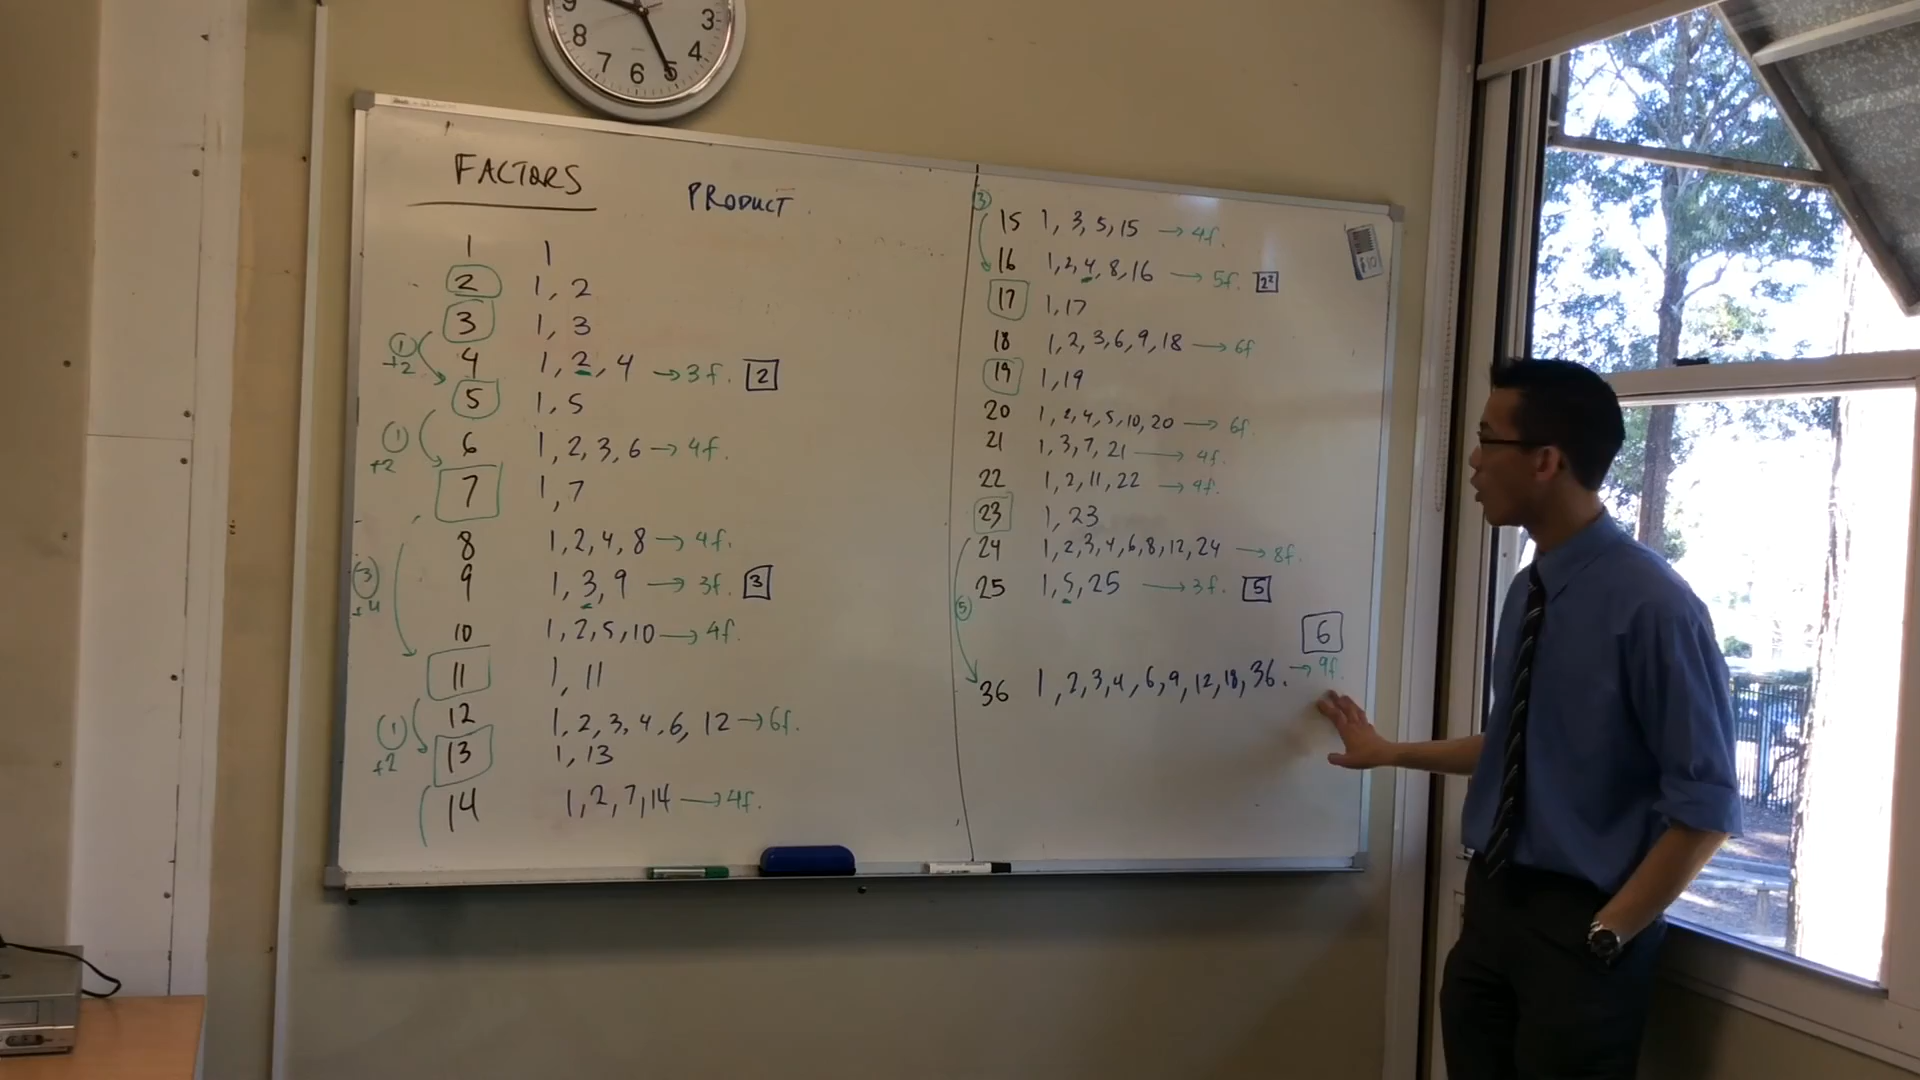 9 3
8 4
7 6 5
FACTORS
PRODUCT
1 1
2 1, 2
3 1, 3
① +2
4 1, 2, 4 →3f. 2
5 1, 5
① +2
6 1, 2, 3, 6 → 4f.
7 1, 7
8 1, 2, 4, 8 → 4f.
③ +4
9 1, 3, 9 → 3f. 3
10 1, 2, 5, 10 → 4f.
11 1, 11
12 1, 2, 3, 4, 6, 12 → 6f.
① +2
13 1, 13
14 1, 2, 7, 14 → 4f.
③
15 1, 3, 5, 15 → 4f.
16 1, 2, 4, 8, 16 → 5f. 2²
17 1, 17
18 1, 2, 3, 6, 9, 18 → 6f
19 1, 19
20 1, 2, 4, 5, 10, 20 → 6f.
21 1, 3, 7, 21 → 4f.
22 1, 2, 11, 22 → 4f.
23 1, 23
24 1, 2, 3, 4, 6, 8, 12, 24 → 8f.
25 1, 5, 25 → 3f. 5
⑤
6
36 1, 2, 3, 4, 6, 9, 12, 18, 36. → 9f.